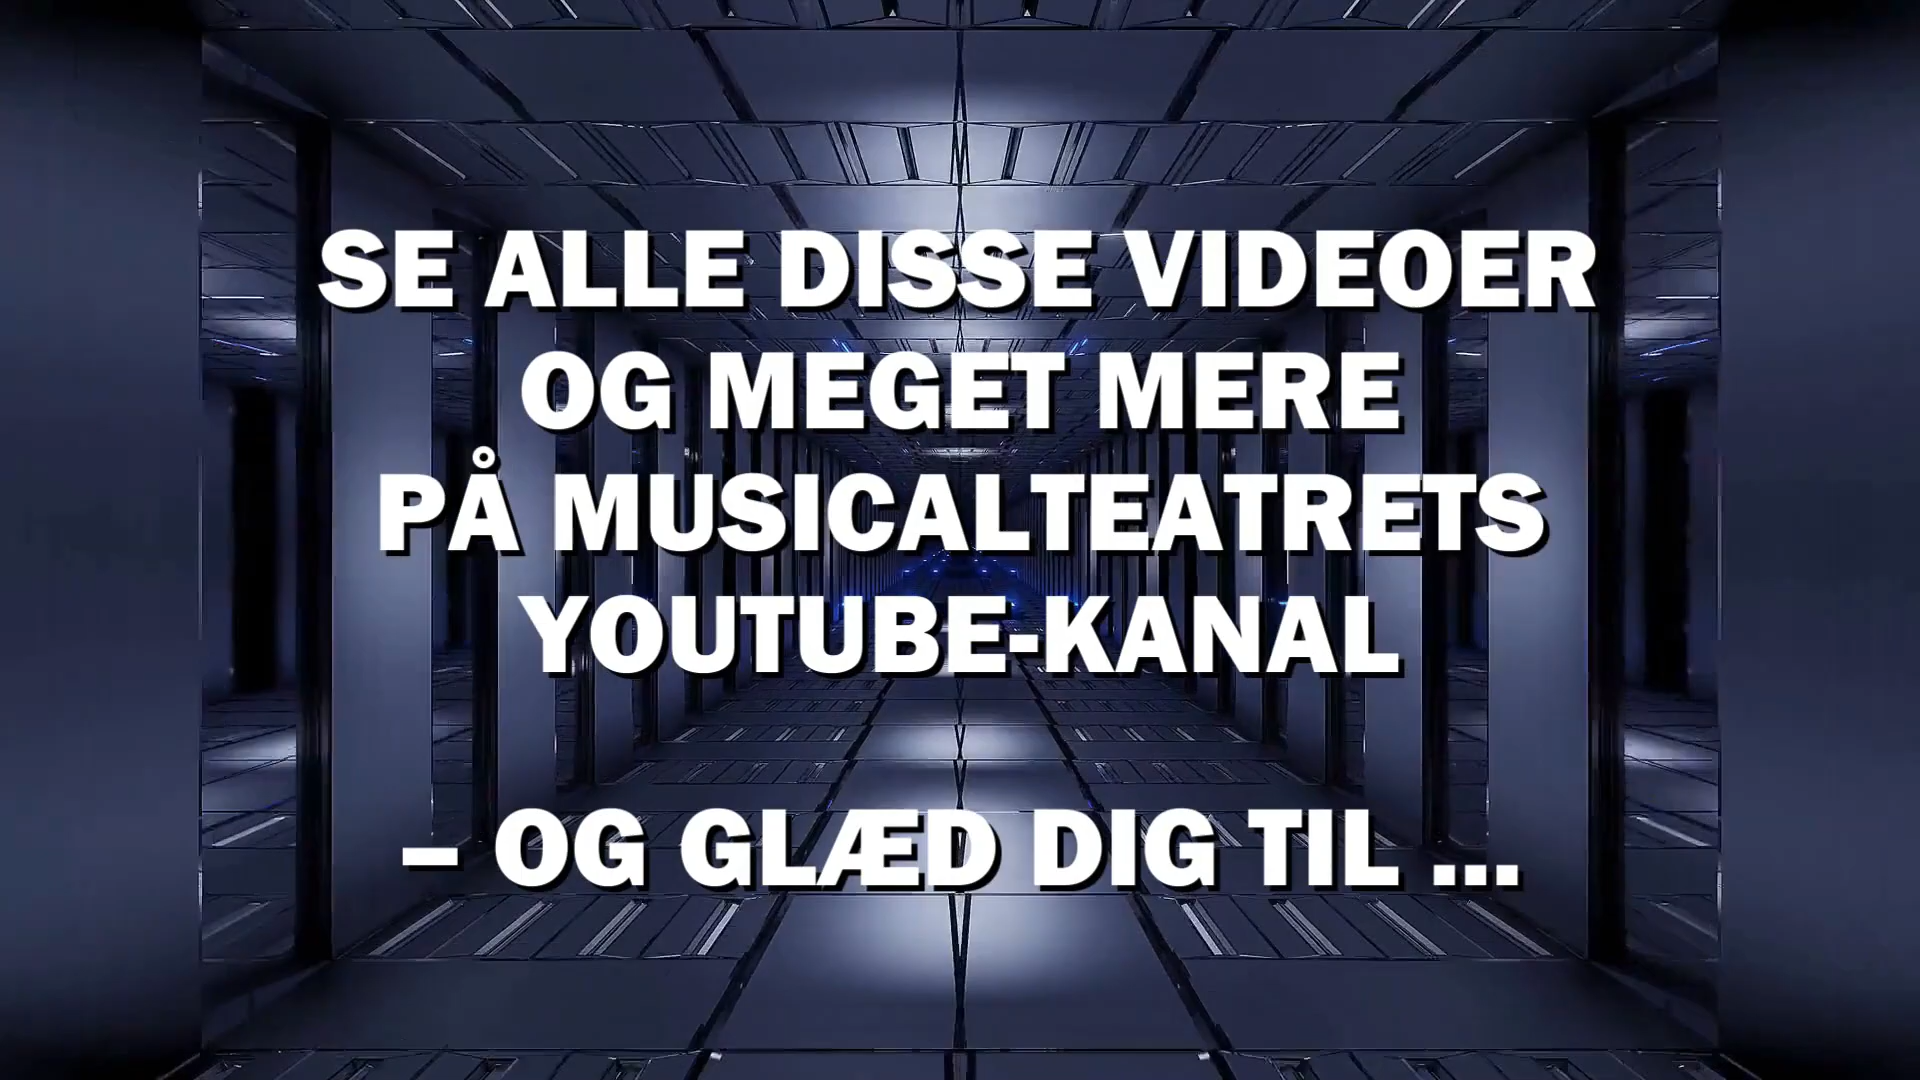 SE ALLE DISSE VIDEOER
OG MEGET MERE
PÅ MUSICALTEATRETS
YOUTUBE-KANAL
– OG GLÆD DIG TIL ...